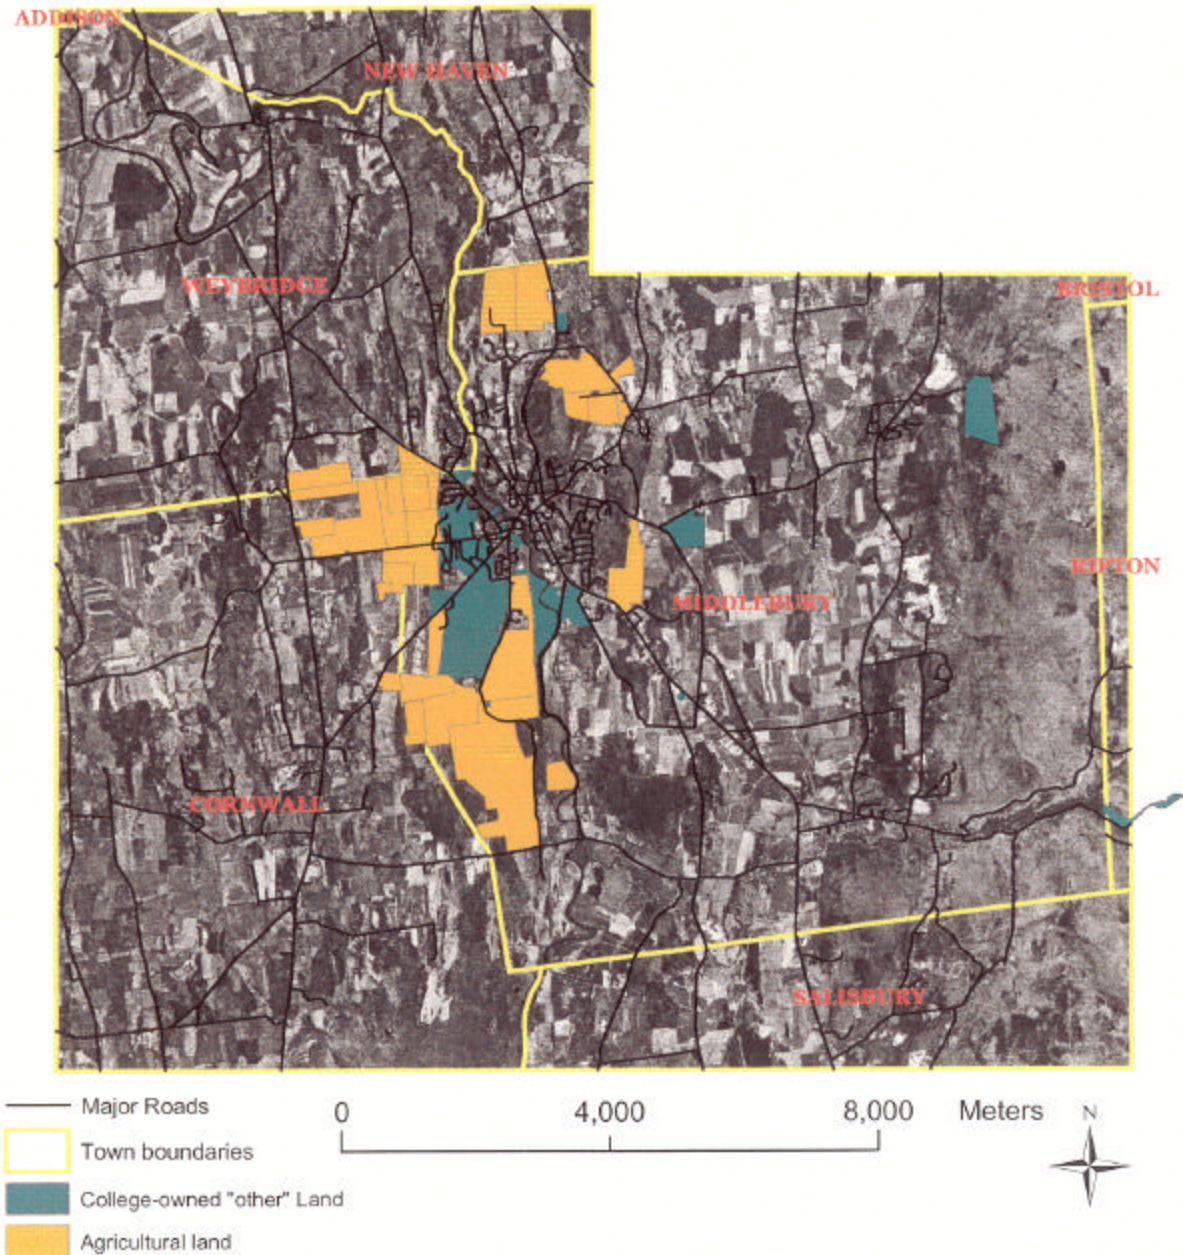 ADDISON
NEW HAVEN
WEYBRIDGE
BRISTOL
RIPTON
MIDDLEBURY
CORNWALL
SALISBURY
Major Roads
0 4,000 8,000 Meters N
Town boundaries
College-owned "other" Land
Agricultural land